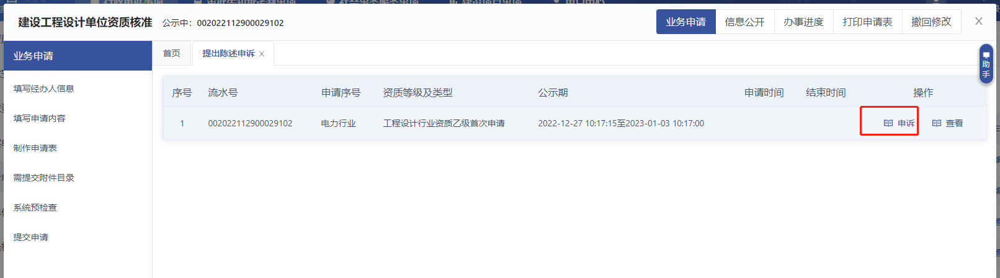 建设工程设计单位资质核准 公示中：002022112900029102
业务申请 信息公开 办事进度 打印申请表 撤回修改
业务申请
首页 提出陈述申诉
填写经办人信息
填写申请内容
制作申请表
需提交附件目录
系统预检查
提交申请
序号 流水号 申请序号 资质等级及类型 公示期 申请时间 结束时间 操作
1 002022112900029102 电力行业 工程设计行业资质乙级首次申请 2022-12-27 10:17:15至2023-01-03 10:17:00 申诉 查看
助手